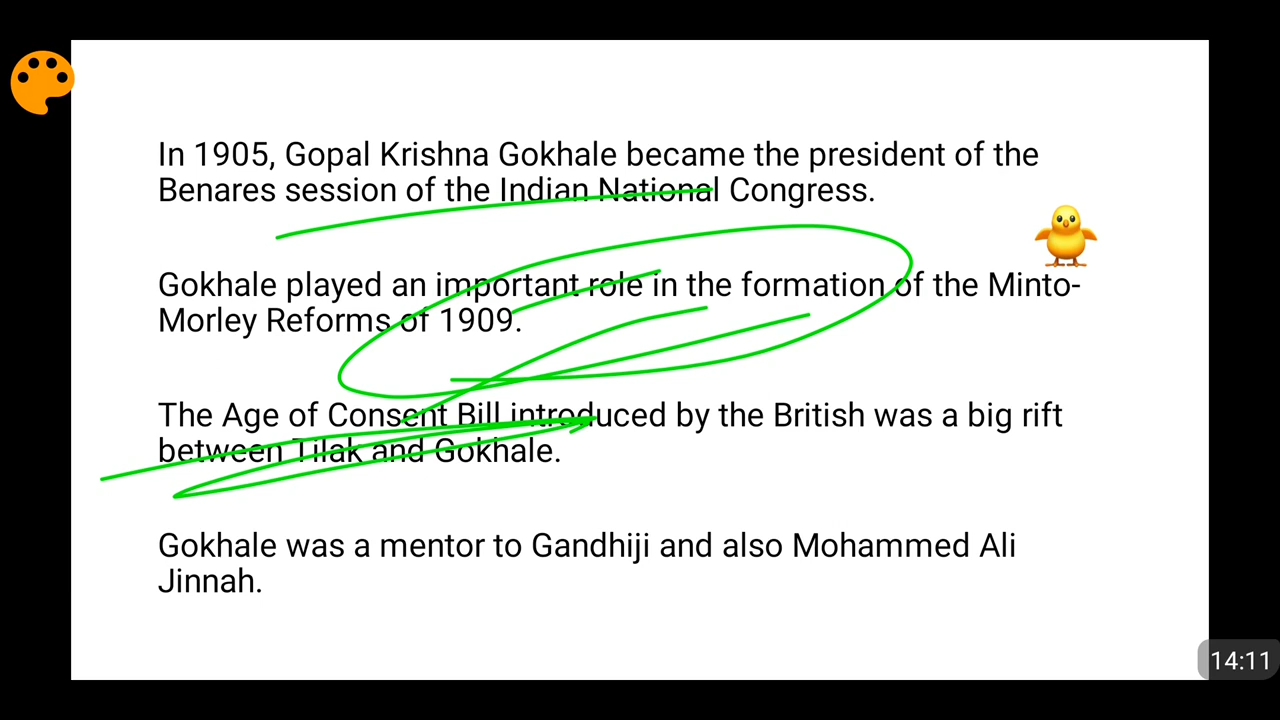 In 1905, Gopal Krishna Gokhale became the president of the
Benares session of the Indian National Congress.
Gokhale played an important role in the formation of the Minto-
Morley Reforms of 1909.
The Age of Consent Bill introduced by the British was a big rift
between Tilak and Gokhale.
Gokhale was a mentor to Gandhiji and also Mohammed Ali
Jinnah.
14:11